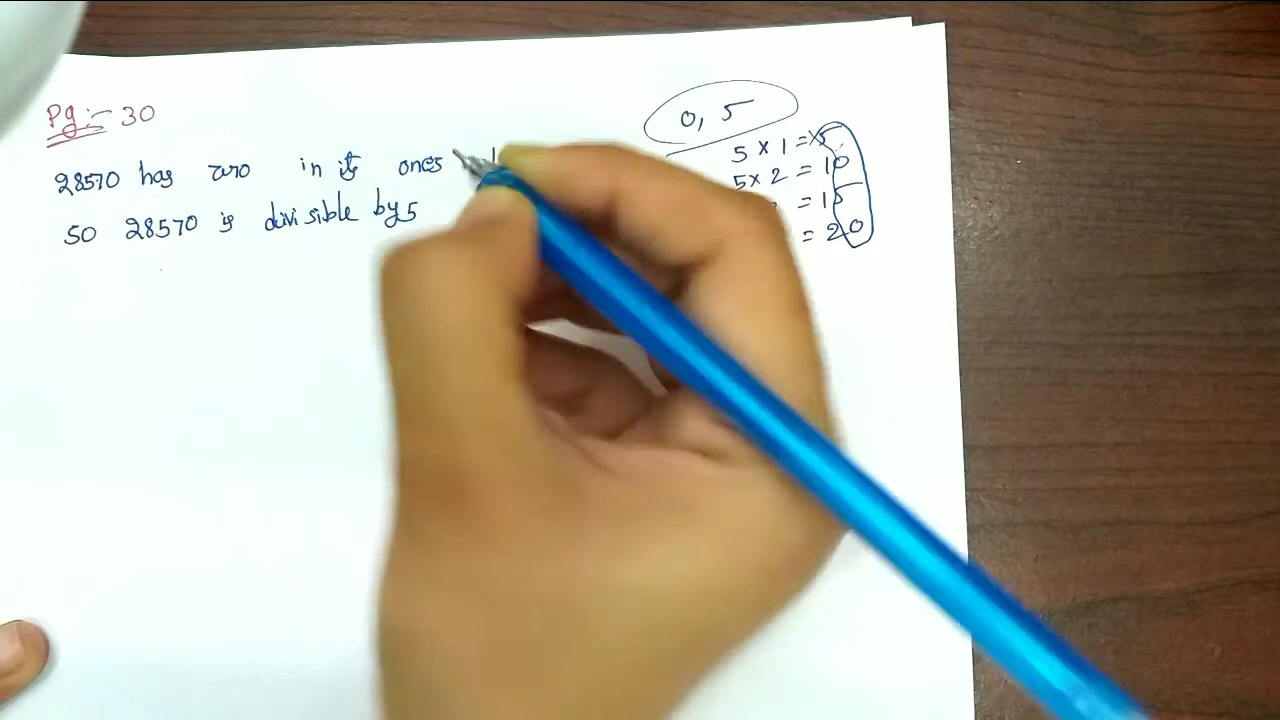 Pg:- 30
28570 has zero in its ones
so 28570 is divisible by 5
0, 5
5 × 1 = 5
5 × 2 = 10
= 15
= 20